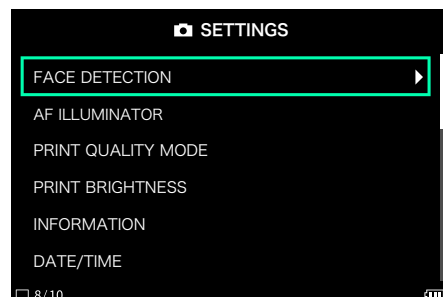 SETTINGS
FACE DETECTION
AF ILLUMINATOR
PRINT QUALITY MODE
PRINT BRIGHTNESS
INFORMATION
DATE/TIME
8/10